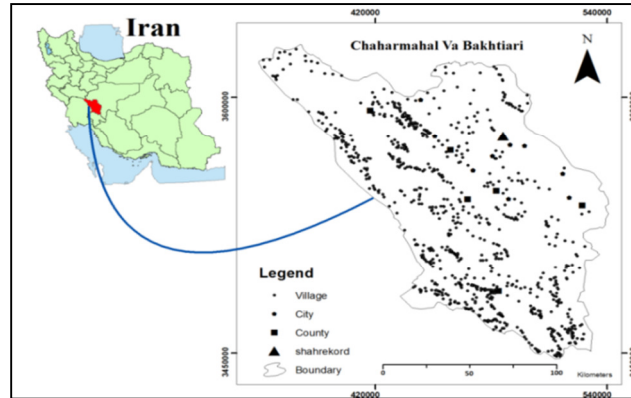 Iran
420000 540000
Chaharmahal Va Bakhtiari
N
3600000
Legend
Village
City
County
shahrekord
Boundary
3450000
0 50 100
Kilometers
420000 540000